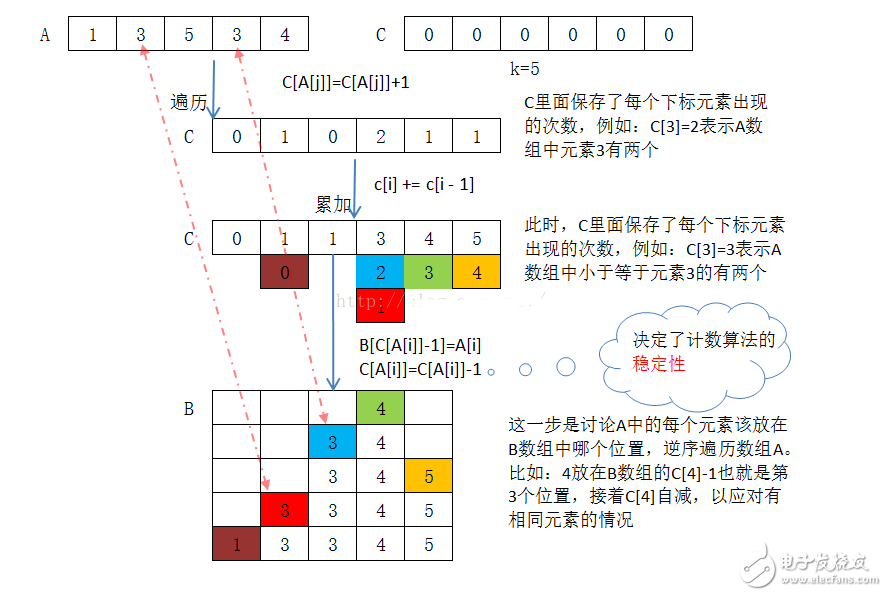 A 1 3 5 3 4 C 0 0 0 0 0 0
k=5
C[A[j]]=C[A[j]]+1
遍历
C里面保存了每个下标元素出现
的次数，例如：C[3]=2表示A数
组中元素3有两个
C 0 1 0 2 1 1
c[i] += c[i - 1]
累加
C 0 1 1 3 4 5
0 2 3 4
1
此时，C里面保存了每个下标元素
出现的次数，例如：C[3]=3表示A
数组中小于等于元素3的有两个
B[C[A[i]]-1]=A[i]
C[A[i]]=C[A[i]]-1
决定了计数算法的
稳定性
B 4
3 4
3 4 5
3 3 4 5
1 3 3 4 5
这一步是讨论A中的每个元素该放在
B数组中哪个位置，逆序遍历数组A。
比如：4放在B数组的C[4]-1也就是第
3个位置，接着C[4]自减，以应对有
相同元素的情况
电子发烧友
www.elecfans.com